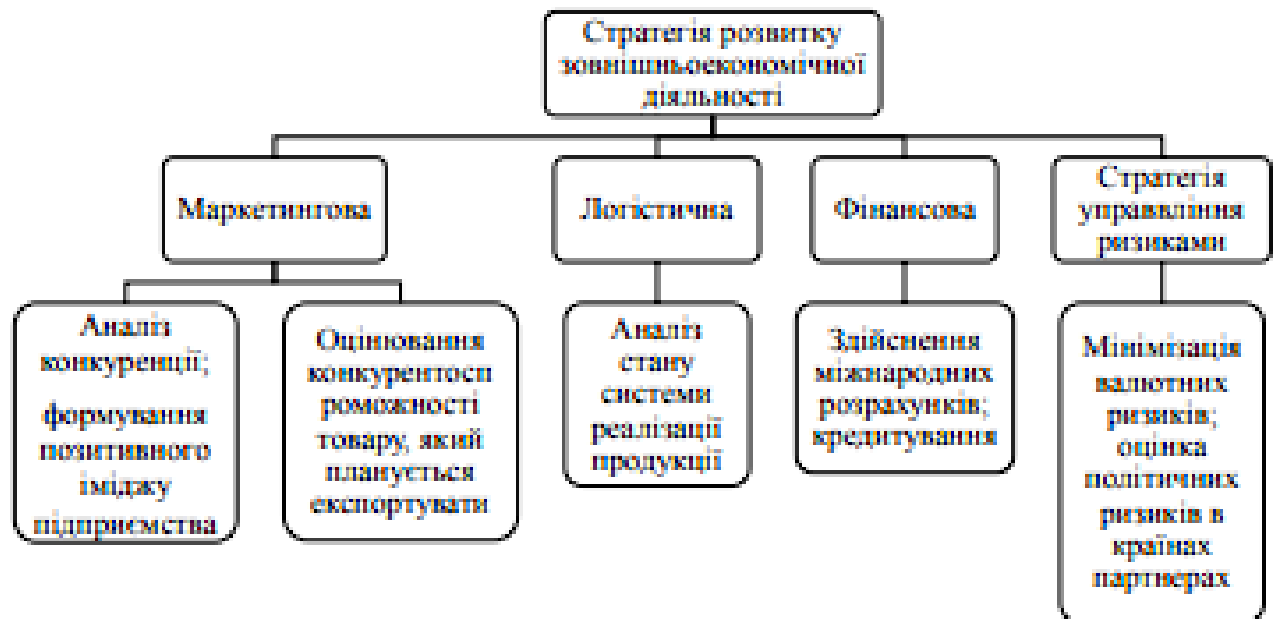 Стратегія розвитку
зовнішньоекономічної
діяльності
Маркетингова
Логістична
Фінансова
Стратегія
управвління
ризиками
Аналіз
конкуренції;
формування
позитивного
іміджу
підприємства
Оцінювання
конкурентосп
роможності
товару, який
планується
експортувати
Аналіз
стану
системи
реалізації
продукції
Здійснення
міжнародних
розрахунків;
кредитування
Мінімізація
валютних
ризиків;
оцінка
політичних
ризиків в
країнах
партнерах